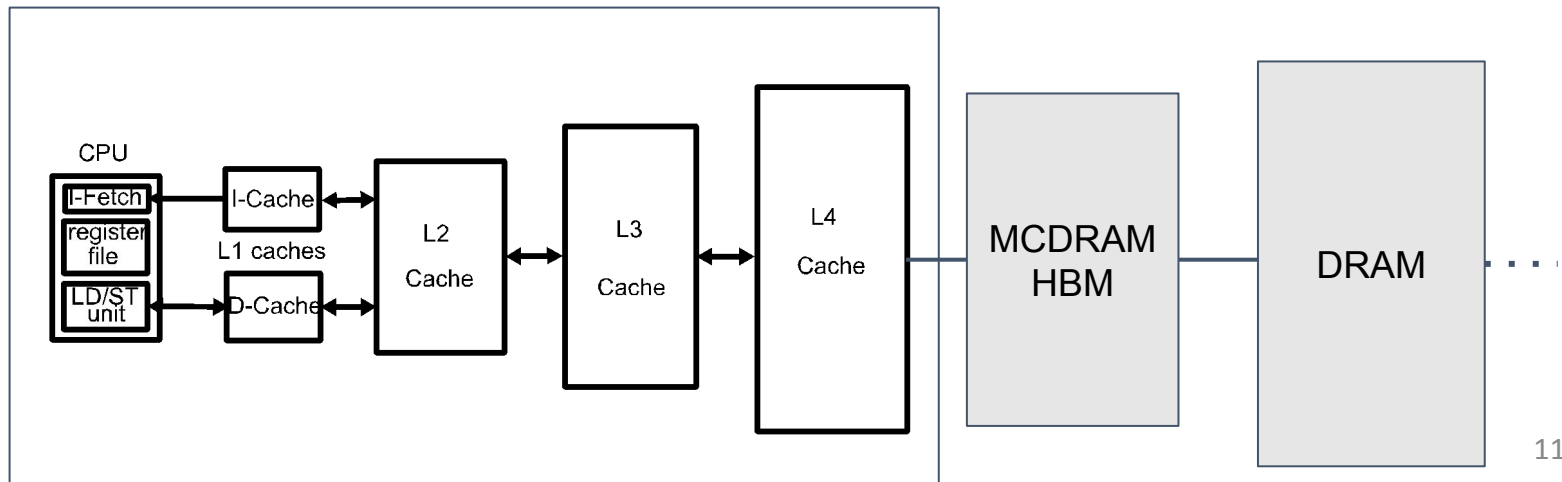 CPU
I-Fetch
register
file
LD/ST
unit
I-Cache
L1 caches
D-Cache
L2
Cache
L3
Cache
L4
Cache
MCDRAM
HBM
DRAM
11